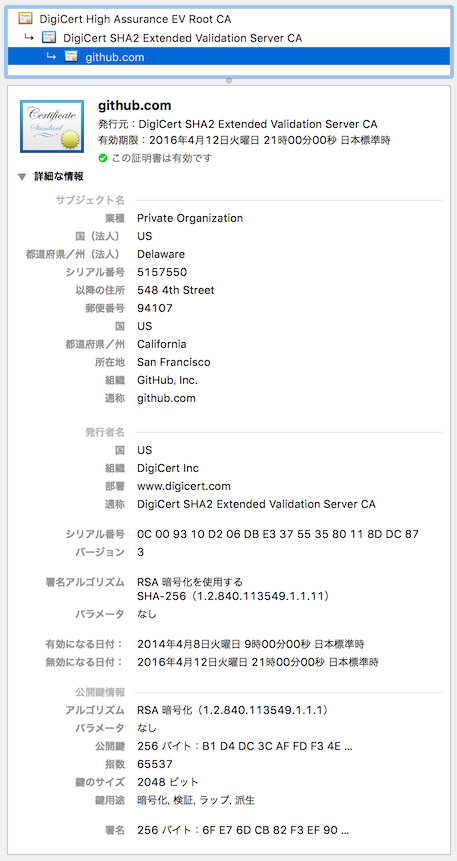 DigiCert High Assurance EV Root CA
DigiCert SHA2 Extended Validation Server CA
github.com
Certificate
Standard
github.com
発行元：DigiCert SHA2 Extended Validation Server CA
有効期限：2016年4月12日火曜日 21時00分00秒 日本標準時
この証明書は有効です
詳細な情報
サブジェクト名
業種 Private Organization
国（法人） US
都道府県／州（法人） Delaware
シリアル番号 5157550
以降の住所 548 4th Street
郵便番号 94107
国 US
都道府県／州 California
所在地 San Francisco
組織 GitHub, Inc.
通称 github.com
発行者名
国 US
組織 DigiCert Inc
部署 www.digicert.com
通称 DigiCert SHA2 Extended Validation Server CA
シリアル番号 0C 00 93 10 D2 06 DB E3 37 55 35 80 11 8D DC 87
バージョン 3
署名アルゴリズム RSA 暗号化を使用する
SHA-256（1.2.840.113549.1.1.11）
パラメータ なし
有効になる日付： 2014年4月8日火曜日 9時00分00秒 日本標準時
無効になる日付： 2016年4月12日火曜日 21時00分00秒 日本標準時
公開鍵情報
アルゴリズム RSA 暗号化（1.2.840.113549.1.1.1）
パラメータ なし
公開鍵 256 バイト：B1 D4 DC 3C AF FD F3 4E ...
指数 65537
鍵のサイズ 2048 ビット
鍵用途 暗号化, 検証, ラップ, 派生
署名 256 バイト：6F E7 6D CB 82 F3 EF 90 ...